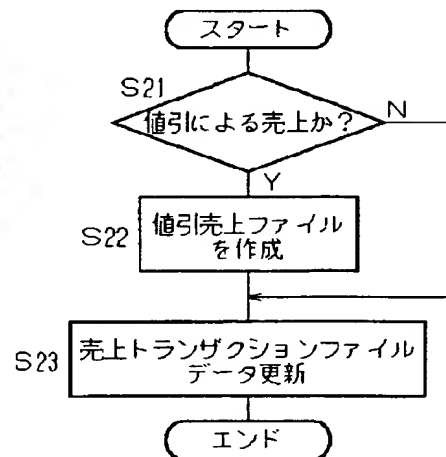 スタート
S21
値引による売上か？
N
Y
S22
値引売上ファイル
を作成
S23
売上トランザクションファイル
データ更新
エンド